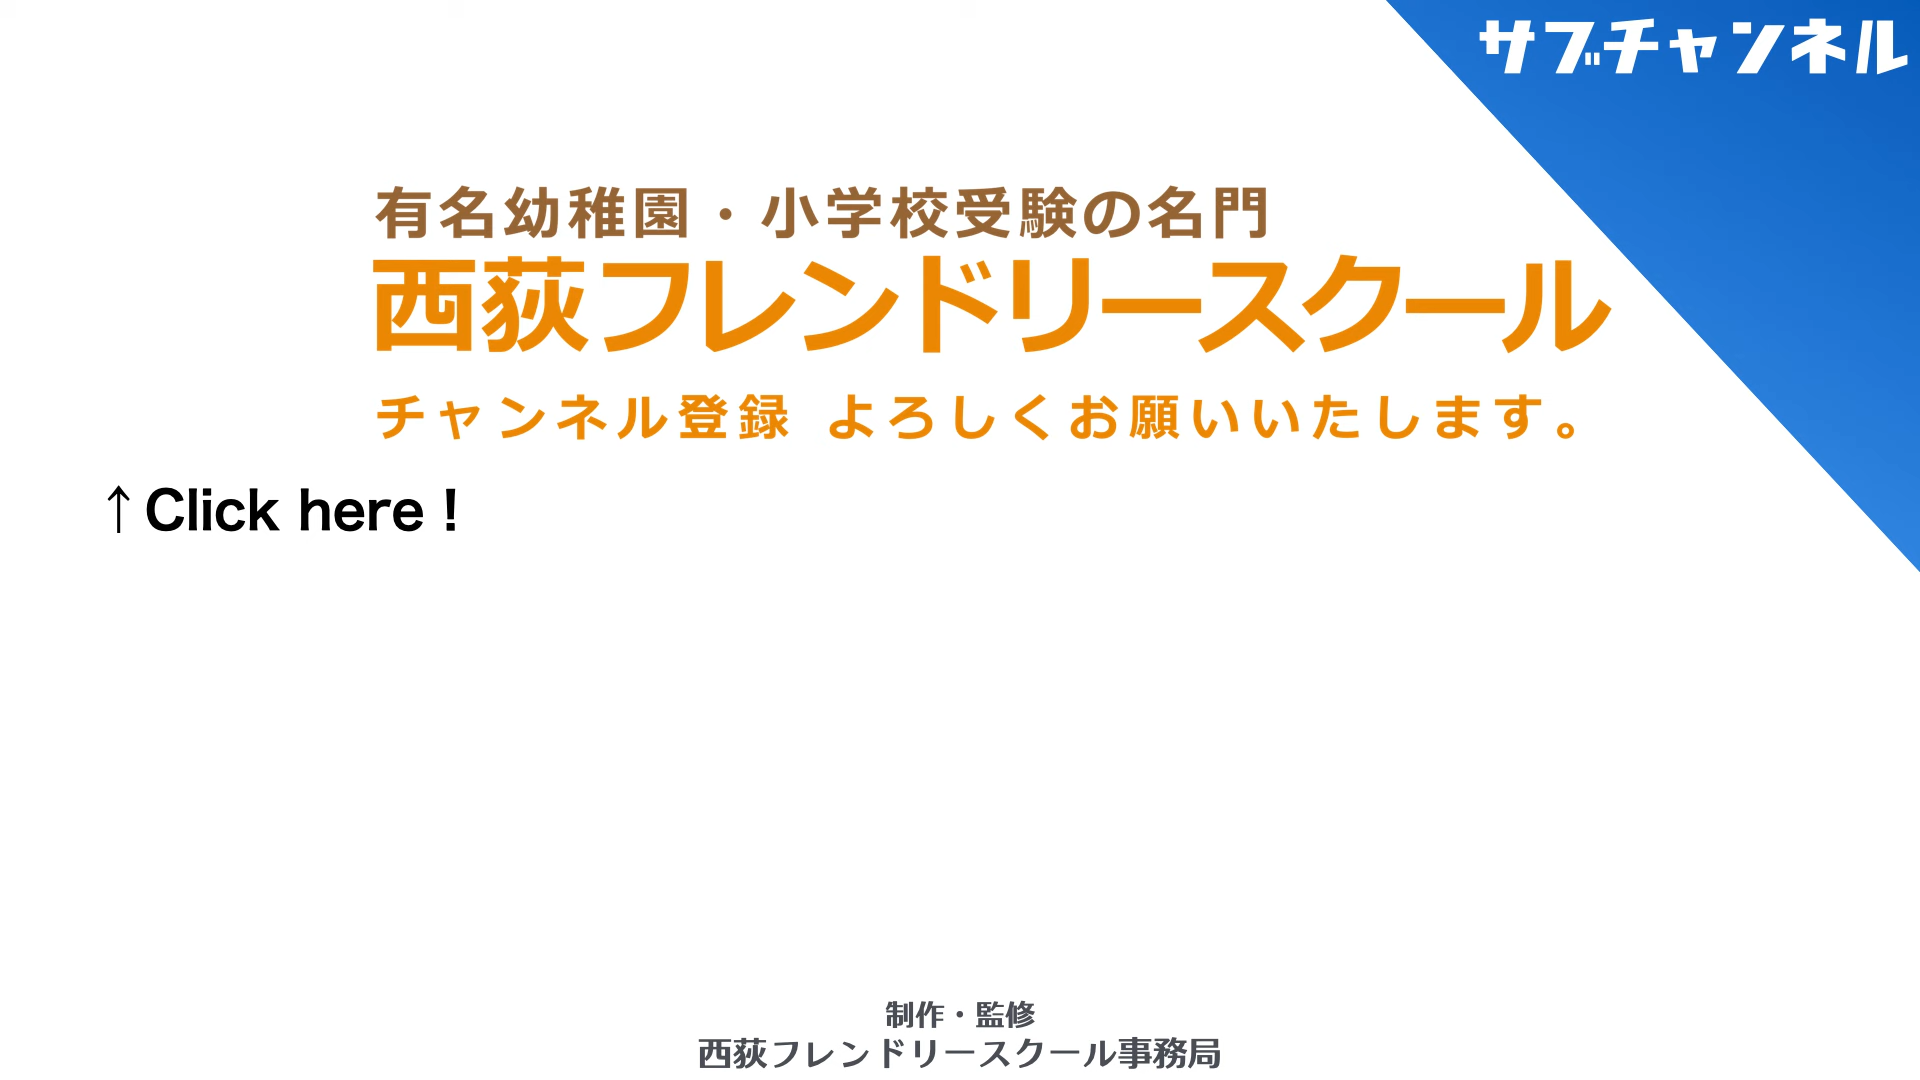 サブチャンネル
有名幼稚園・小学校受験の名門
西荻フレンドリースクール
チャンネル登録 よろしくお願いいたします。
↑Click here！
制作・監修
西荻フレンドリースクール事務局